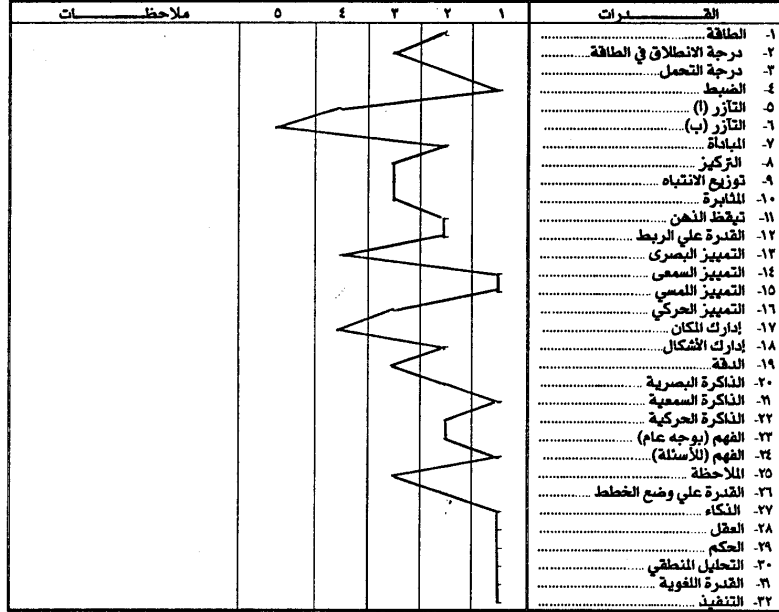 القـــــــدرات ١ ٢ ٣ ٤ ٥ ملاحظـــــــات
١- الطاقة
٢- درجة الانطلاق في الطاقة
٣- درجة التحمل
٤- الضبط
٥- التآزر (أ)
٦- التآزر (ب)
٧- المبادأة
٨- التركيز
٩- توزيع الانتباه
١٠- المثابرة
١١- تيقظ الذهن
١٢- القدرة علي الربط
١٣- التمييز البصرى
١٤- التمييز السمعى
١٥- التمييز اللمسي
١٦- التمييز الحركي
١٧- إدارك المكان
١٨- إدارك الأشكال
١٩- الدقة
٢٠- الذاكرة البصرية
٢١- الذاكرة السمعية
٢٢- الذاكرة الحركية
٢٣- الفهم (بوجه عام)
٢٤- الفهم (للأسئلة)
٢٥- الملاحظة
٢٦- القدرة علي وضع الخطط
٢٧- الذكاء
٢٨- العقل
٢٩- الحكم
٣٠- التحليل المنطقي
٣١- القدرة اللغوية
٣٢- التنفيذ